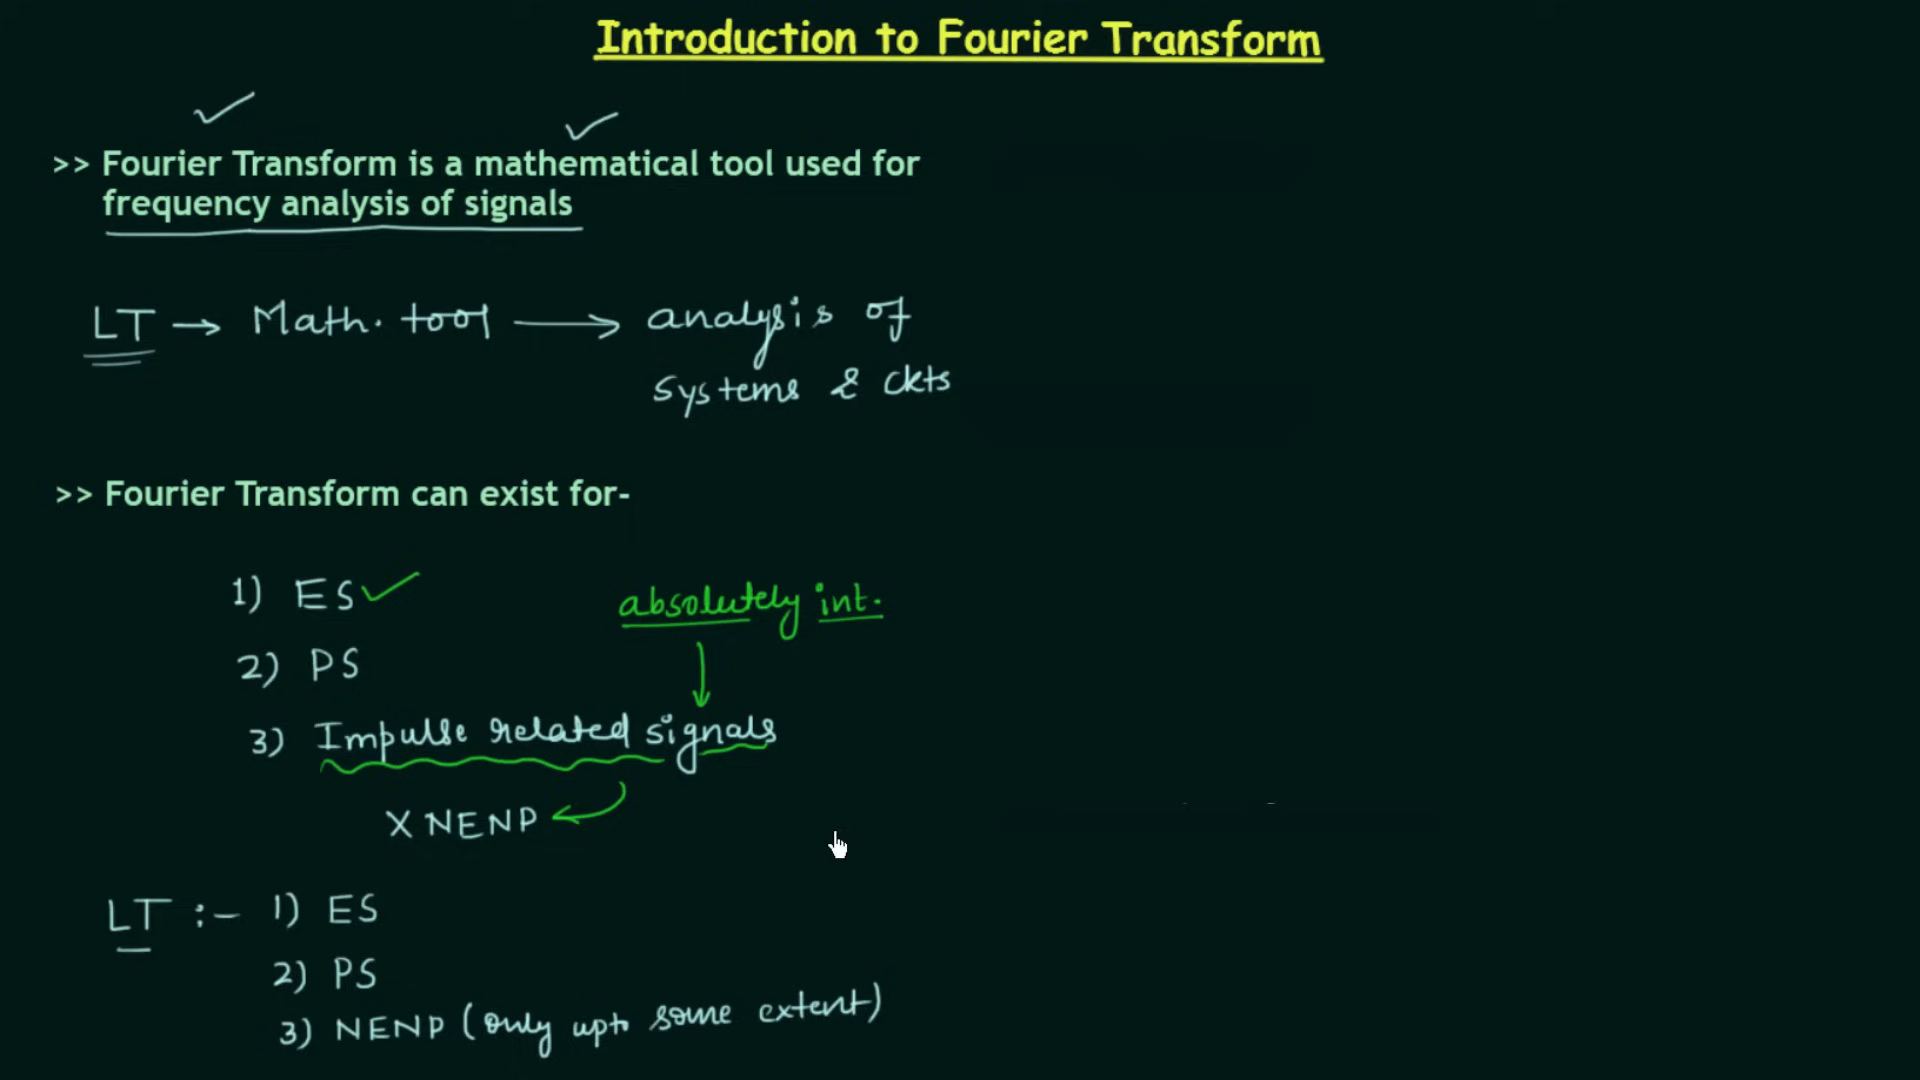 Introduction to Fourier Transform
>> Fourier Transform is a mathematical tool used for
frequency analysis of signals
LT → Math. tool → analysis of
systems & ckts
>> Fourier Transform can exist for-
1) ES ✓
absolutely int.
2) PS
3) Impulse related signals
X NENP
LT :- 1) ES
2) PS
3) NENP (only upto some extent)